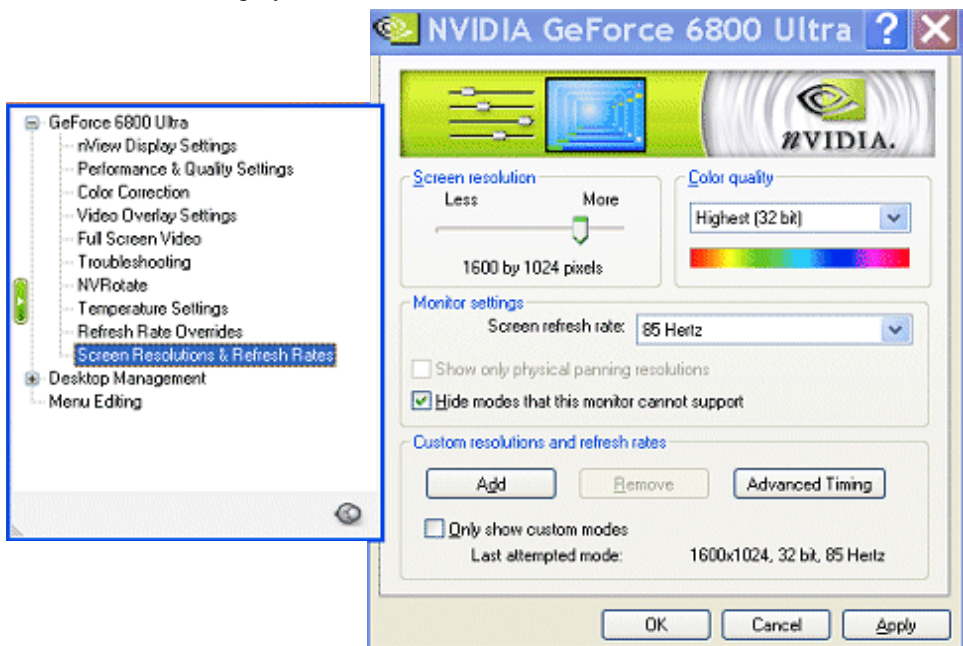 NVIDIA GeForce 6800 Ultra
nVIDIA.
GeForce 6800 Ultra
nView Display Settings
Performance & Quality Settings
Color Correction
Video Overlay Settings
Full Screen Video
Troubleshooting
NVRotate
Temperature Settings
Refresh Rate Overrides
Screen Resolutions & Refresh Rates
Desktop Management
Menu Editing
Screen resolution
Less More
1600 by 1024 pixels
Color quality
Highest (32 bit)
Monitor settings
Screen refresh rate: 85 Hertz
Show only physical panning resolutions
Hide modes that this monitor cannot support
Custom resolutions and refresh rates
Add Remove Advanced Timing
Only show custom modes
Last attempted mode: 1600x1024, 32 bit, 85 Hertz
OK Cancel Apply